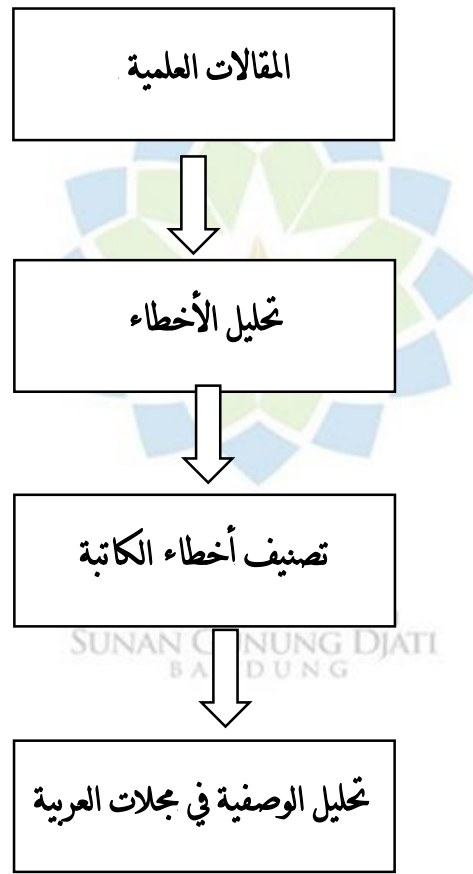 المقالات العلمية
تحليل الأخطاء
تصنيف أخطاء الكاتبة
SUNAN GUNUNG DJATI
BANDUNG
تحليل الوصفية في مجلات العربية